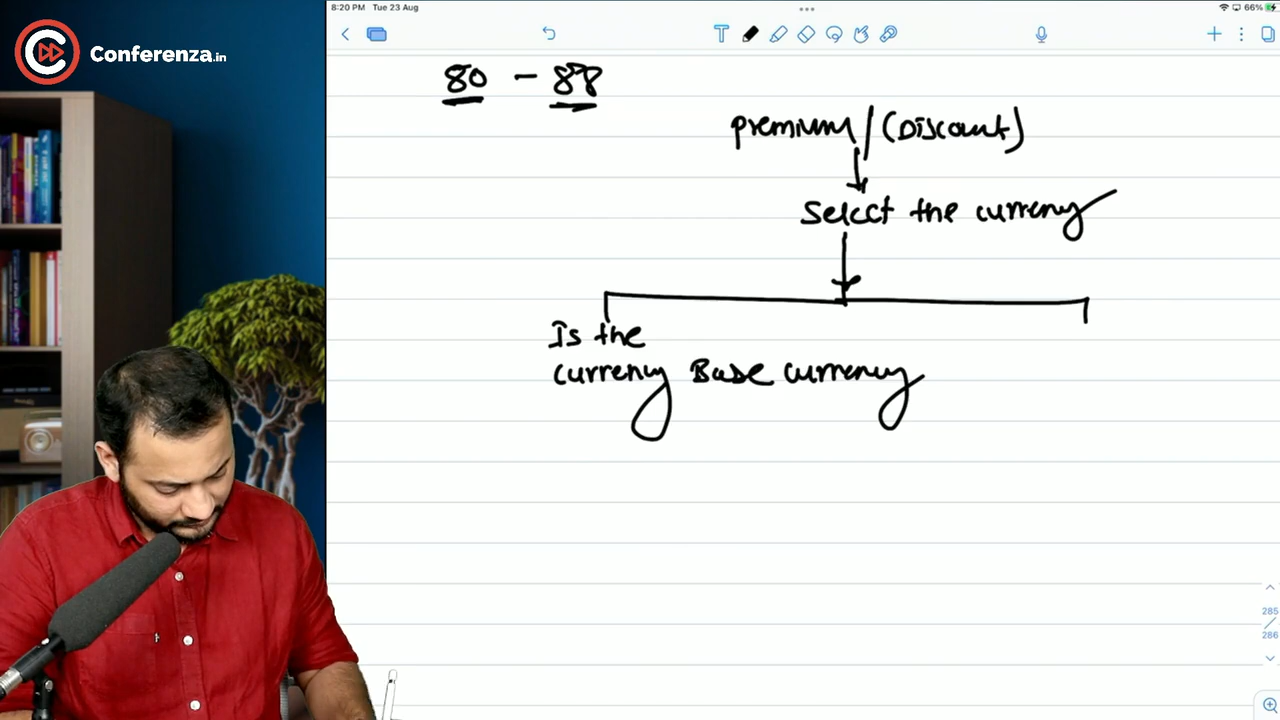 8:20 PM Tue 23 Aug
66%
Conferenza.in
80 - 88
premium/(Discount)
Select the currency
Is the
currency Base currency
285
286